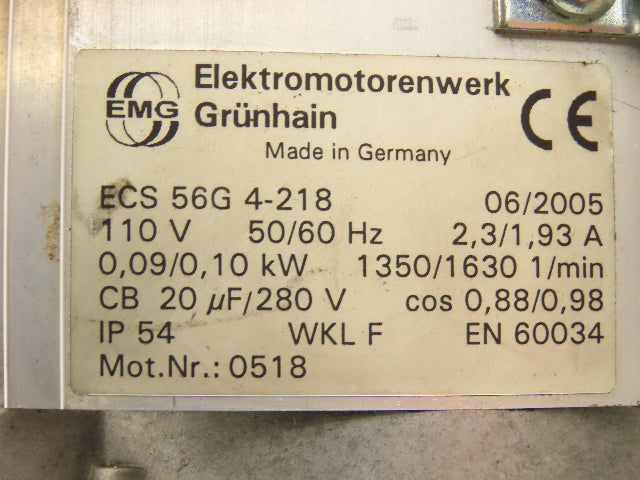 EMG
Elektromotorenwerk
Grünhain
CE
Made in Germany
ECS 56G 4-218 06/2005
110 V 50/60 Hz 2,3/1,93 A
0,09/0,10 kW 1350/1630 1/min
CB 20 µF/280 V cos 0,88/0,98
IP 54 WKL F EN 60034
Mot.Nr.: 0518